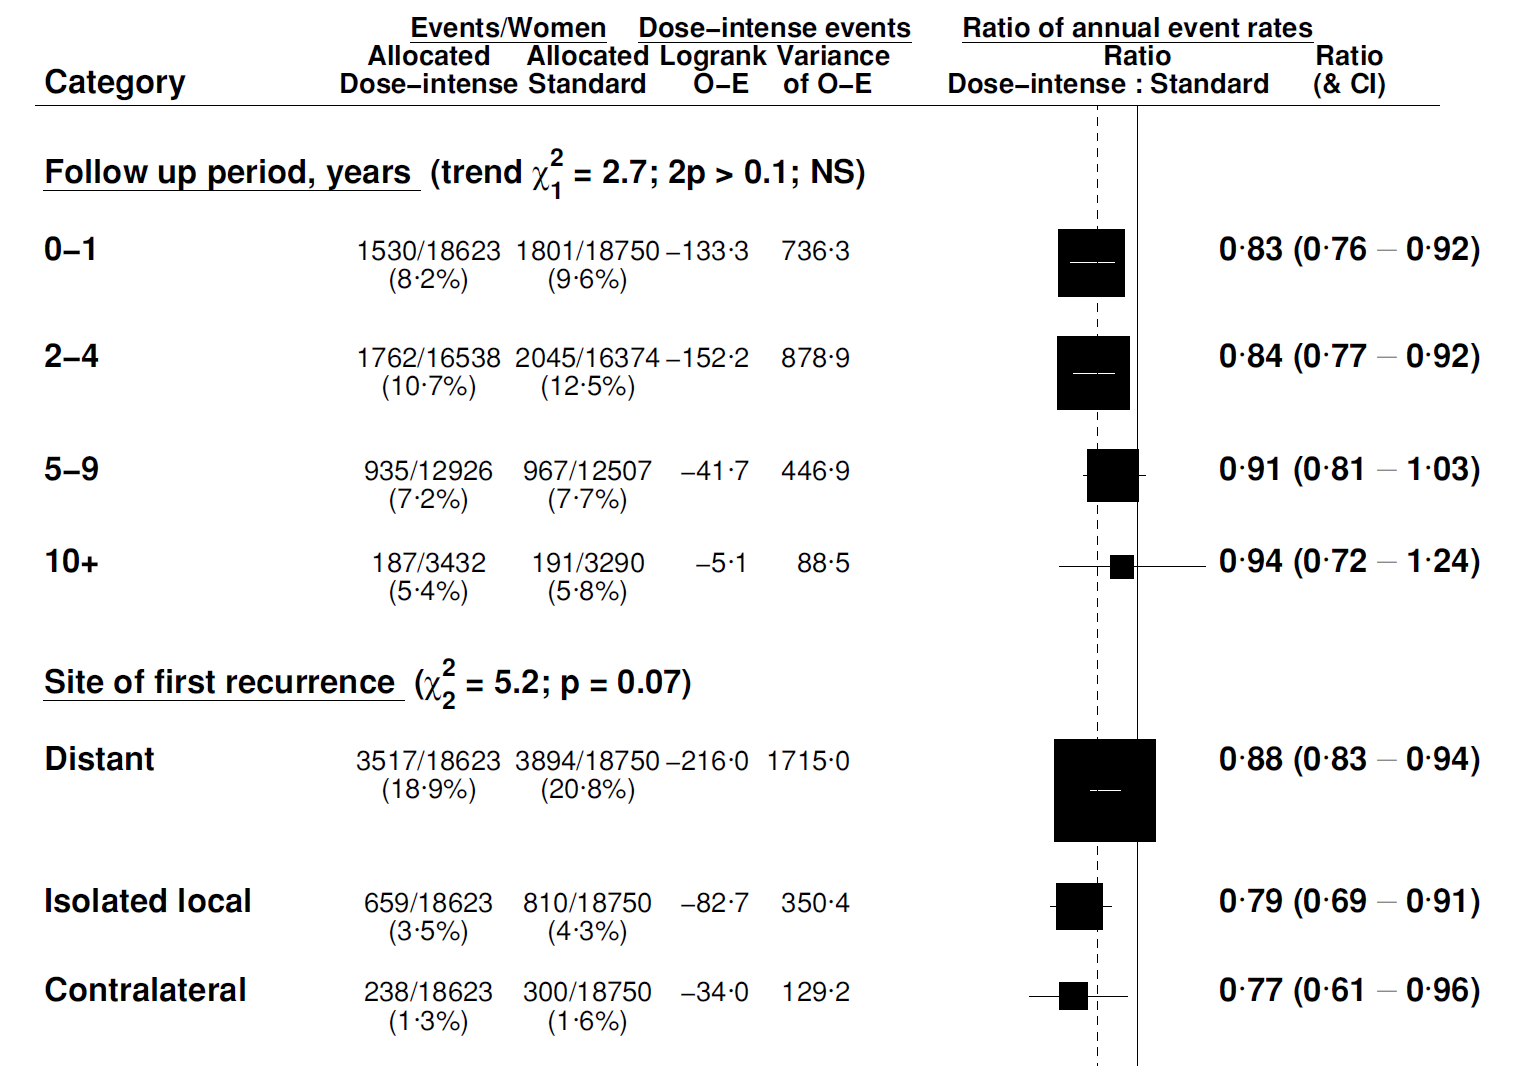 Events/Women Dose–intense events Ratio of annual event rates
Allocated Allocated Logrank Variance Ratio Ratio
Category Dose–intense Standard O–E of O–E Dose–intense : Standard (& CI)
Follow up period, years (trend χ²₁ = 2.7; 2p > 0.1; NS)
0–1 1530/18623 1801/18750 –133·3 736·3 0·83 (0·76 – 0·92)
(8·2%) (9·6%)
2–4 1762/16538 2045/16374 –152·2 878·9 0·84 (0·77 – 0·92)
(10·7%) (12·5%)
5–9 935/12926 967/12507 –41·7 446·9 0·91 (0·81 – 1·03)
(7·2%) (7·7%)
10+ 187/3432 191/3290 –5·1 88·5 0·94 (0·72 – 1·24)
(5·4%) (5·8%)
Site of first recurrence (χ²₂ = 5.2; p = 0.07)
Distant 3517/18623 3894/18750 –216·0 1715·0 0·88 (0·83 – 0·94)
(18·9%) (20·8%)
Isolated local 659/18623 810/18750 –82·7 350·4 0·79 (0·69 – 0·91)
(3·5%) (4·3%)
Contralateral 238/18623 300/18750 –34·0 129·2 0·77 (0·61 – 0·96)
(1·3%) (1·6%)